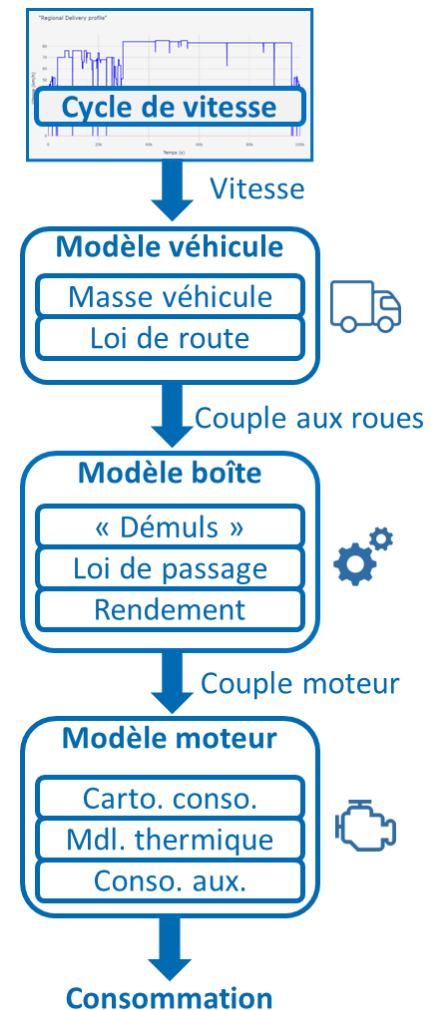 "Regional Delivery profile"
Cycle de vitesse
Temps (s)
Vitesse
Modèle véhicule
Masse véhicule
Loi de route
Couple aux roues
Modèle boîte
« Démuls »
Loi de passage
Rendement
Couple moteur
Modèle moteur
Carto. conso.
Mdl. thermique
Conso. aux.
Consommation